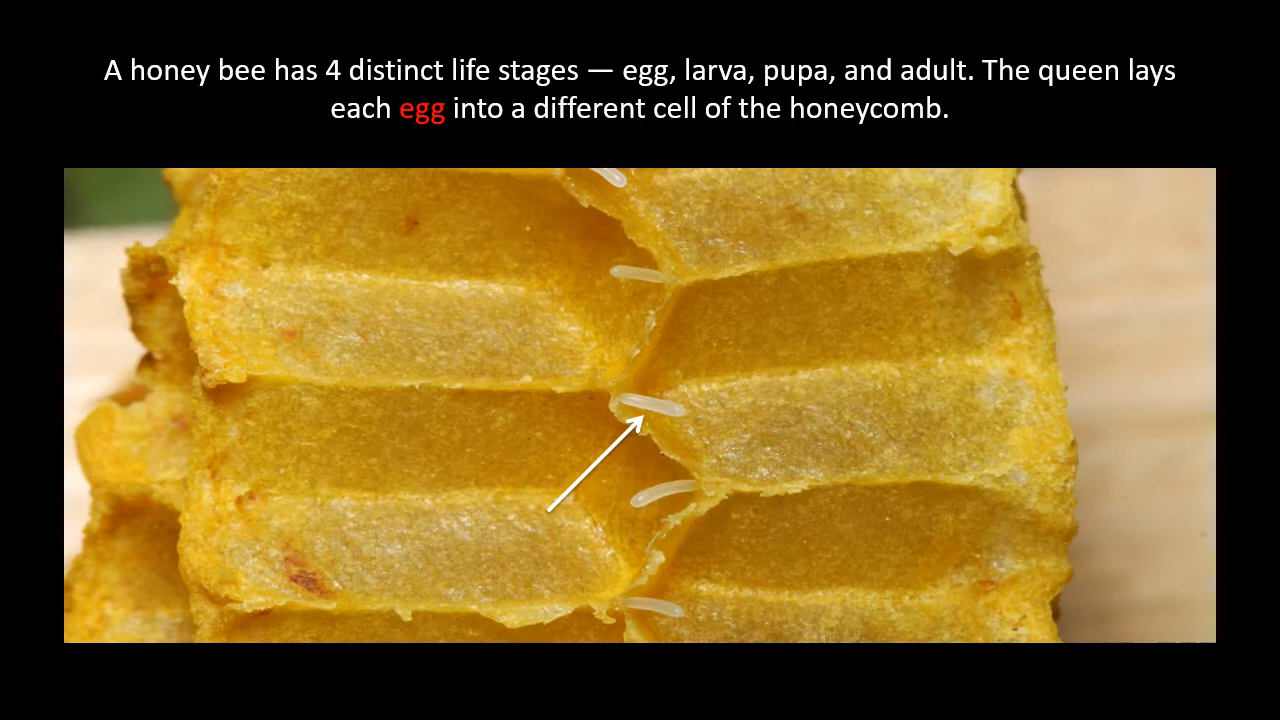 A honey bee has 4 distinct life stages — egg, larva, pupa, and adult. The queen lays
each egg into a different cell of the honeycomb.